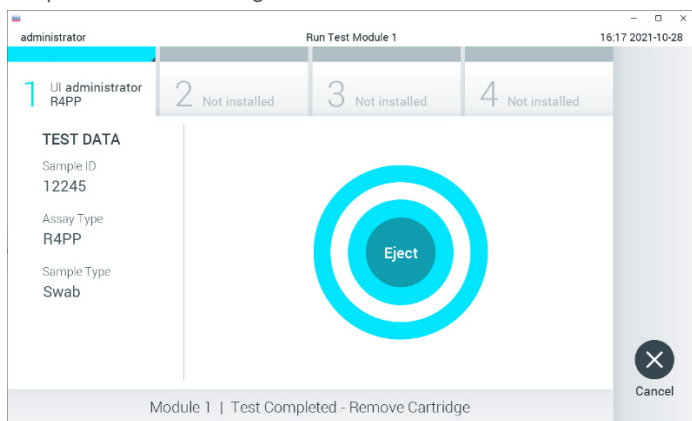 administrator
Run Test Module 1
16:17 2021-10-28
1 UI administrator
R4PP
2 Not installed
3 Not installed
4 Not installed
TEST DATA
Sample ID
12245
Assay Type
R4PP
Sample Type
Swab
Eject
Cancel
Module 1 | Test Completed - Remove Cartridge